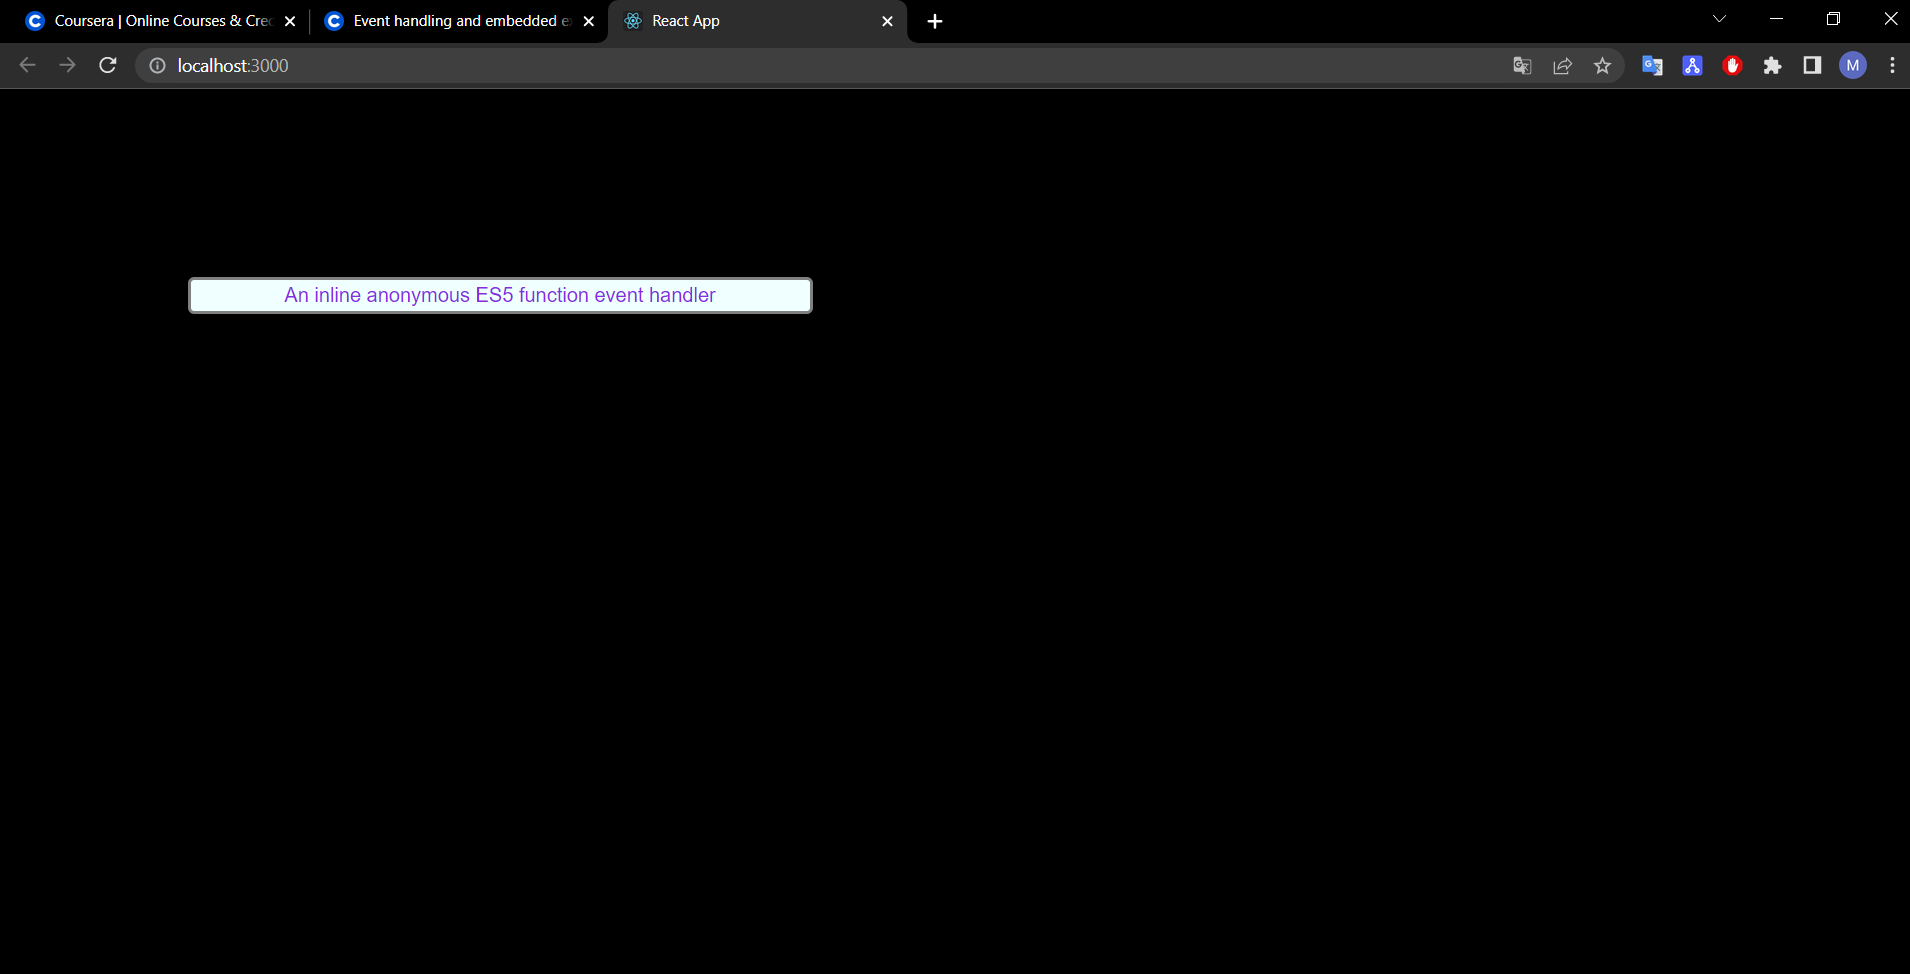 Coursera | Online Courses & Cre
Event handling and embedded e
React App
localhost:3000
M
An inline anonymous ES5 function event handler